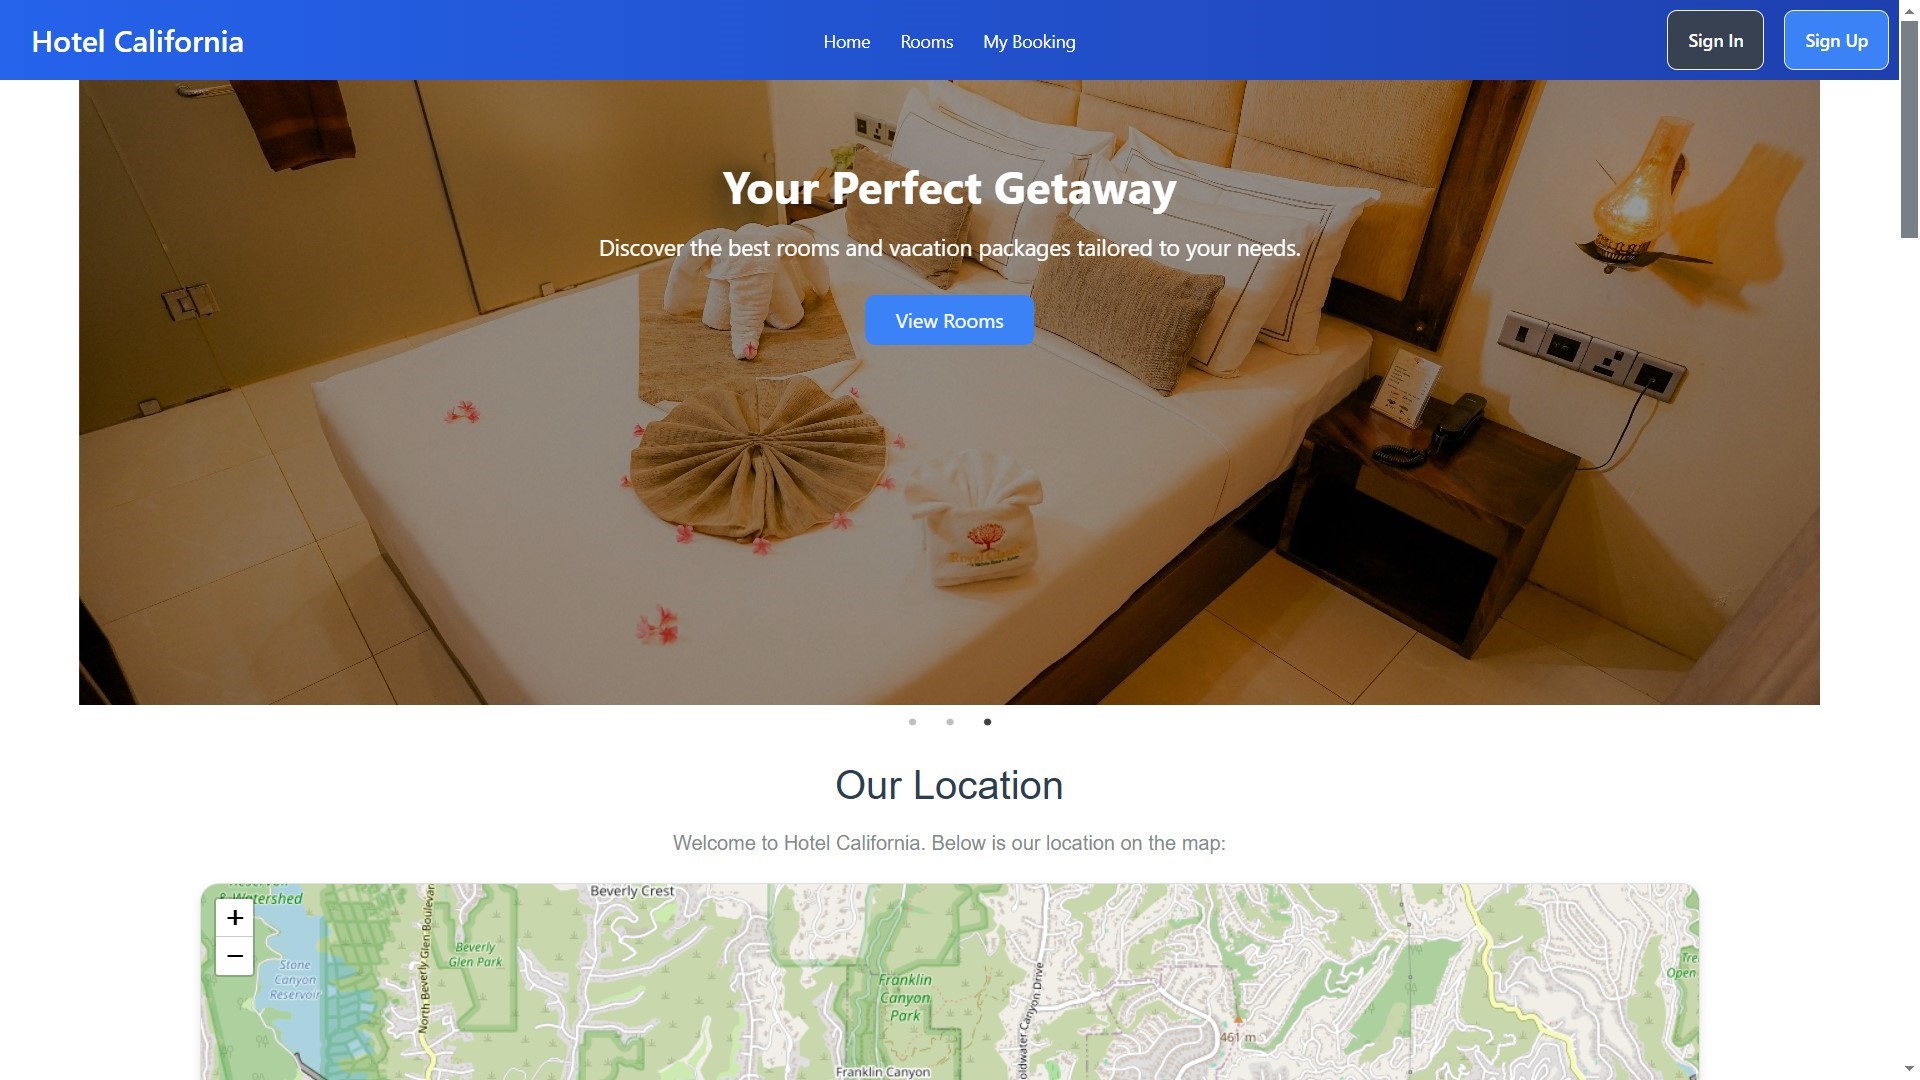 Hotel California
Home
Rooms
My Booking
Sign In
Sign Up
Your Perfect Getaway
Discover the best rooms and vacation packages tailored to your needs.
View Rooms
Our Location
Welcome to Hotel California. Below is our location on the map:
& Watershed
Beverly Crest
+
−
North Beverly Glen Boulevard
Beverly
Glen Park
Stone
Canyon
Reservoir
Franklin
Canyon
Park
Canyon Drive
461 m
Open
Franklin Canyon